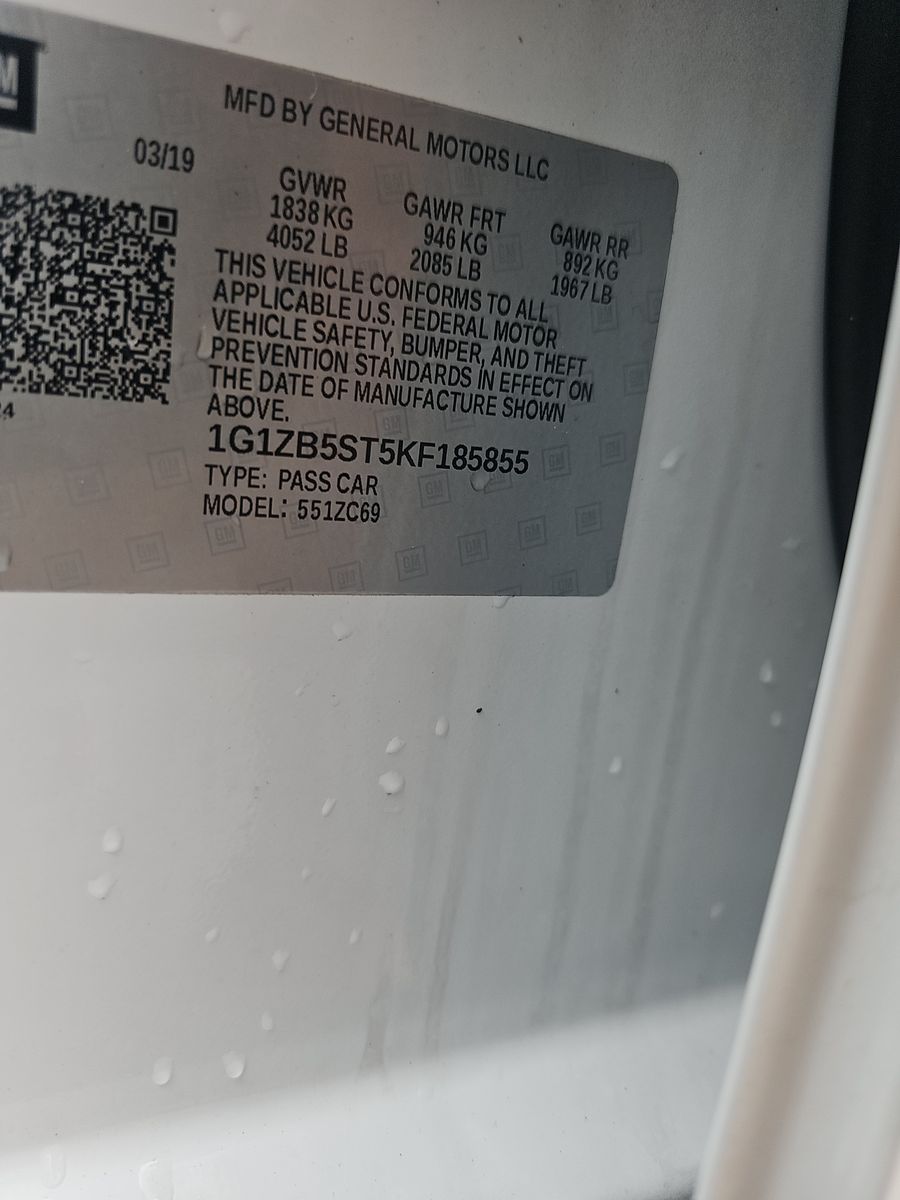 MFD BY GENERAL MOTORS LLC
03/19
GVWR GAWR FRT GAWR RR
1838 KG 946 KG 892 KG
4052 LB 2085 LB 1967 LB
THIS VEHICLE CONFORMS TO ALL
APPLICABLE U.S. FEDERAL MOTOR
VEHICLE SAFETY, BUMPER, AND THEFT
PREVENTION STANDARDS IN EFFECT ON
THE DATE OF MANUFACTURE SHOWN
ABOVE.
1G1ZB5ST5KF185855
TYPE: PASS CAR
MODEL: 551ZC69